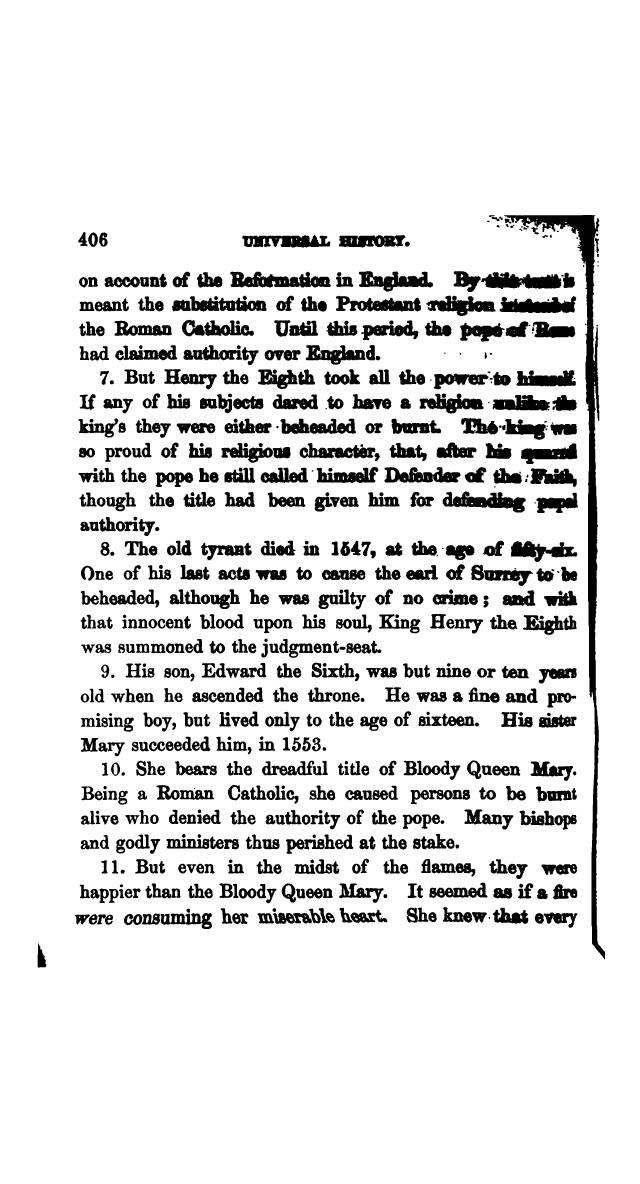 406 UNIVERSAL HISTORY.
on account of the Reformation in England. By this term is
meant the substitution of the Protestant religion instead of
the Roman Catholic. Until this period, the pope of Rome
had claimed authority over England.
7. But Henry the Eighth took all the power to himself.
If any of his subjects dared to have a religion unlike the
king's they were either beheaded or burnt. The king was
so proud of his religious character, that, after his quarrel
with the pope he still called himself Defender of the Faith,
though the title had been given him for defending papal
authority.
8. The old tyrant died in 1547, at the age of fifty-six.
One of his last acts was to cause the earl of Surrey to be
beheaded, although he was guilty of no crime; and with
that innocent blood upon his soul, King Henry the Eighth
was summoned to the judgment-seat.
9. His son, Edward the Sixth, was but nine or ten years
old when he ascended the throne. He was a fine and pro-
mising boy, but lived only to the age of sixteen. His sister
Mary succeeded him, in 1553.
10. She bears the dreadful title of Bloody Queen Mary.
Being a Roman Catholic, she caused persons to be burnt
alive who denied the authority of the pope. Many bishops
and godly ministers thus perished at the stake.
11. But even in the midst of the flames, they were
happier than the Bloody Queen Mary. It seemed as if a fire
were consuming her miserable heart. She knew that every